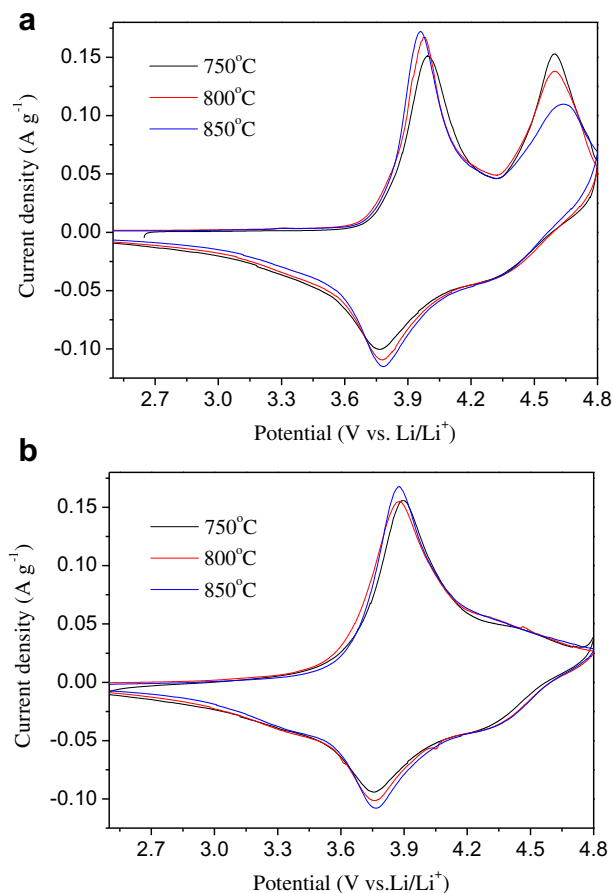 a
750°C
800°C
850°C
Current density (A g⁻¹)
0.15
0.10
0.05
0.00
-0.05
-0.10
2.7 3.0 3.3 3.6 3.9 4.2 4.5 4.8
Potential (V vs. Li/Li⁺)
b
750°C
800°C
850°C
Current density (A g⁻¹)
0.15
0.10
0.05
0.00
-0.05
-0.10
2.7 3.0 3.3 3.6 3.9 4.2 4.5 4.8
Potential (V vs.Li/Li⁺)